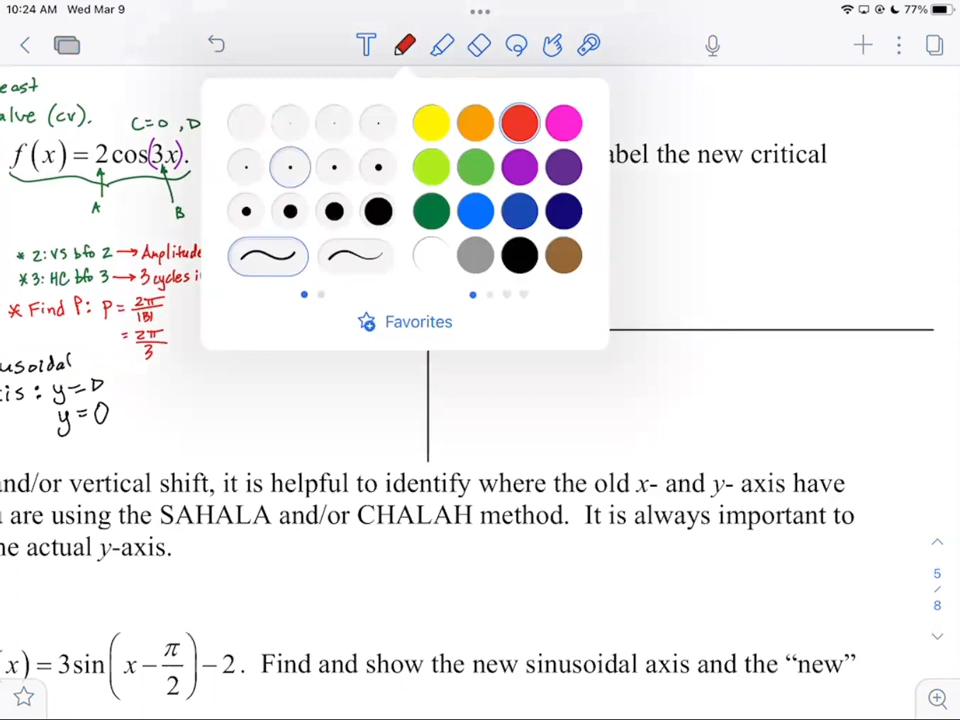 10:24 AM Wed Mar 9
77%
T
east
alve (cv).
C=0, D
f(x) = 2cos(3x).
abel the new critical
A
B
* 2: VS bfo 2 → Amplitude
* 3: HC bfo 3 → 3 cycles i
* Find P: P = 2π/|B|
= 2π/3
usoidal
is: y=D
y=0
Favorites
and/or vertical shift, it is helpful to identify where the old x- and y- axis have
are using the SAHALA and/or CHALAH method. It is always important to
he actual y-axis.
5
/
8
x) = 3sin(x − π/2) − 2. Find and show the new sinusoidal axis and the “new”